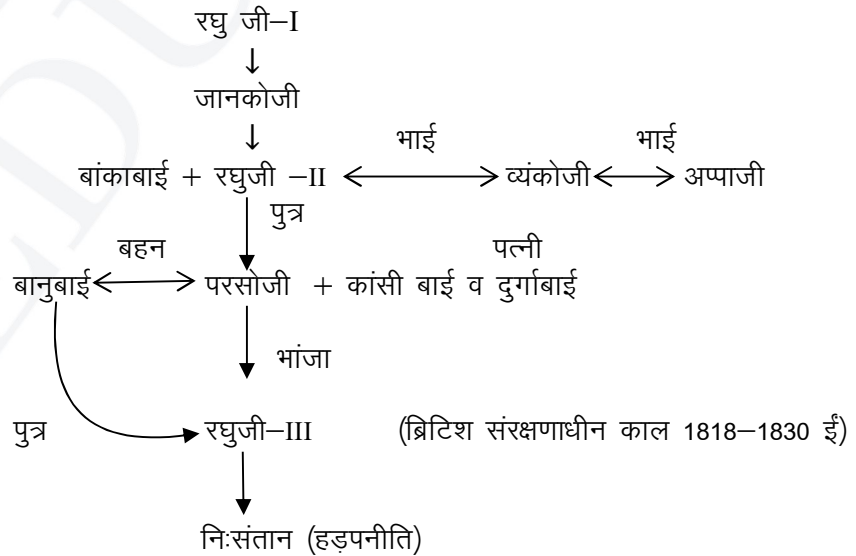 रघु जी–I
↓
जानकोजी
↓
भाई भाई
बांकाबाई + रघुजी –II व्यंकोजी अप्पाजी
पुत्र
बहन पत्नी
बानुबाई परसोजी + कांसी बाई व दुर्गाबाई
भांजा
पुत्र रघुजी–III (ब्रिटिश संरक्षणाधीन काल 1818–1830 ईं)
निःसंतान (हड़पनीति)